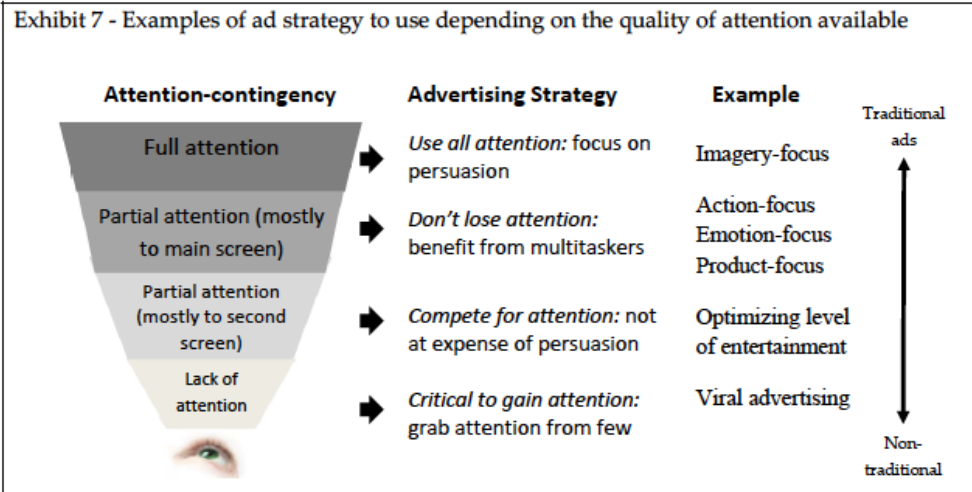 Exhibit 7 - Examples of ad strategy to use depending on the quality of attention available
Attention-contingency
Advertising Strategy
Example
Traditional
ads
Full attention
Use all attention: focus on
persuasion
Imagery-focus
Partial attention (mostly
to main screen)
Don't lose attention:
benefit from multitaskers
Action-focus
Emotion-focus
Product-focus
Partial attention
(mostly to second
screen)
Compete for attention: not
at expense of persuasion
Optimizing level
of entertainment
Lack of
attention
Critical to gain attention:
grab attention from few
Viral advertising
Non-
traditional